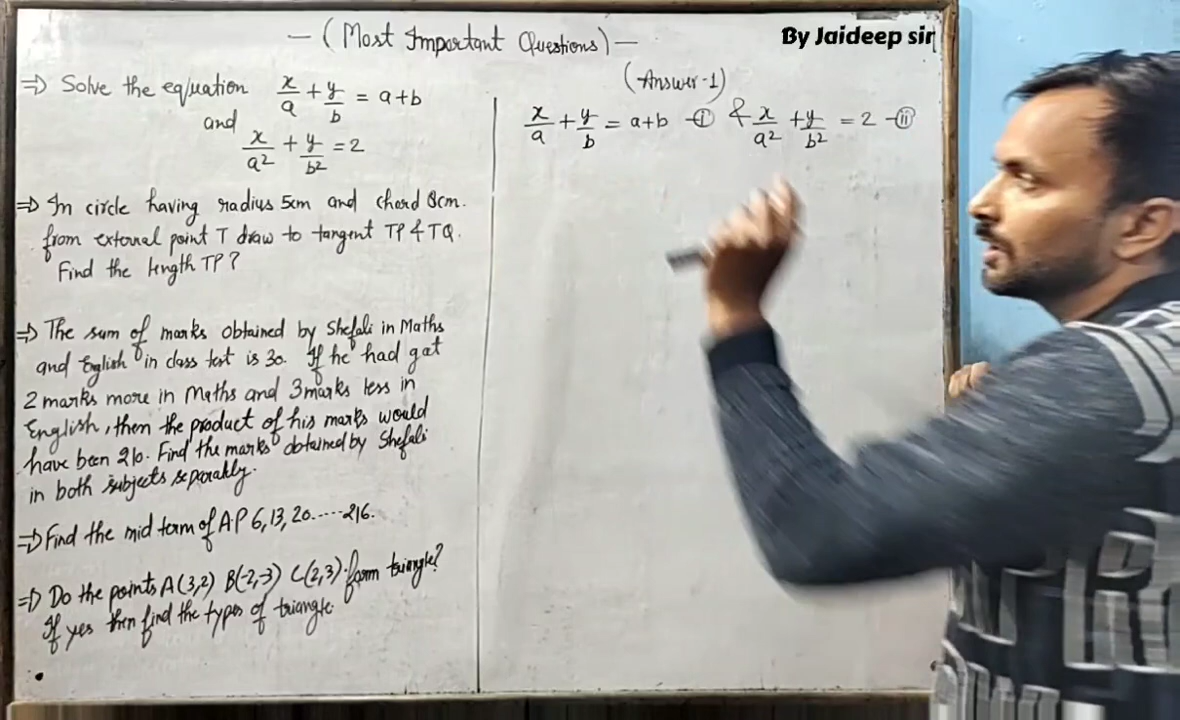 — (Most Important Questions) —
By Jaideep sir
⇒ Solve the equation x/a + y/b = a+b
and
x/a² + y/b² = 2
⇒ In circle having radius 5cm and chord 8cm.
from external point T draw to tangent TP & TQ.
Find the length TP?
⇒ The sum of marks obtained by Shefali in Maths
and English in class test is 30. If he had got
2 marks more in Maths and 3 marks less in
English, then the product of his marks would
have been 210. Find the marks obtained by Shefali
in both subjects separately.
⇒ Find the mid term of A.P 6, 13, 20.....216.
⇒ Do the points A(3,2) B(-2,-3) C(2,3) form triangle?
If yes then find the types of triangle.
(Answer-1)
x/a + y/b = a+b —(i) & x/a² + y/b² = 2 —(ii)